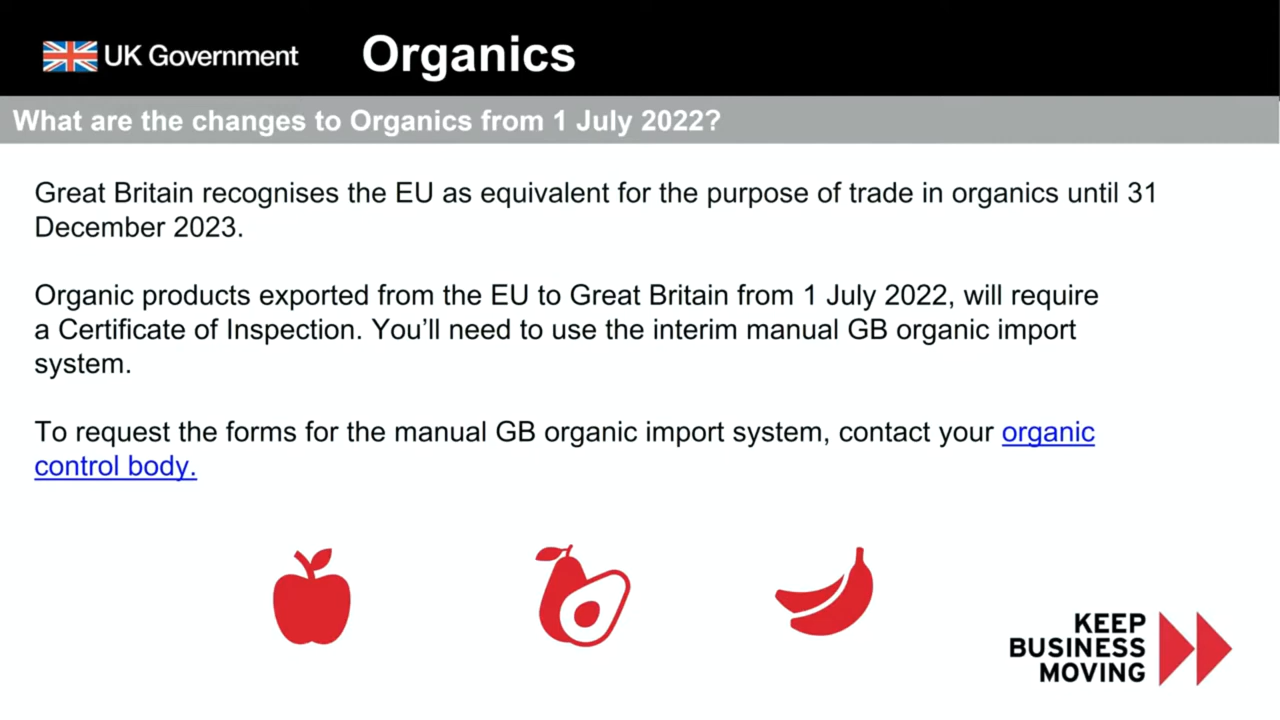 UK Government
Organics
What are the changes to Organics from 1 July 2022?
Great Britain recognises the EU as equivalent for the purpose of trade in organics until 31
December 2023.
Organic products exported from the EU to Great Britain from 1 July 2022, will require
a Certificate of Inspection. You’ll need to use the interim manual GB organic import
system.
To request the forms for the manual GB organic import system, contact your organic
control body.
KEEP
BUSINESS
MOVING